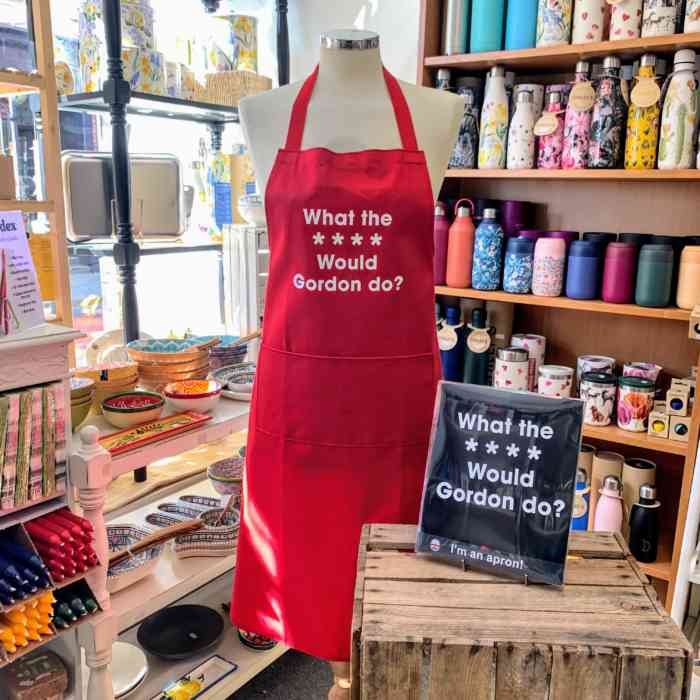 What the
****
Would
Gordon do?
What the
****
Would
Gordon do?
I'm an apron!